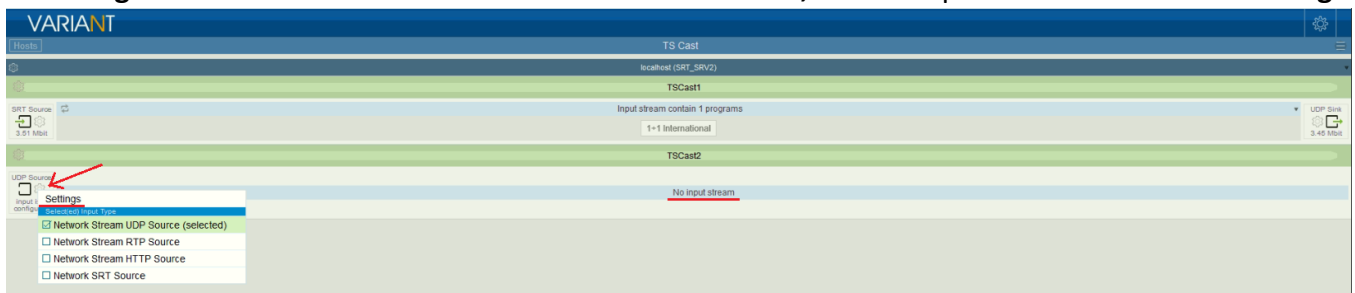 VARIANT
Hosts
TS Cast
localhost (SRT_SRV2)
TSCast1
SRT Source
Input stream contain 1 programs
UDP Sink
3.51 Mbit
1+1 International
3.45 Mbit
TSCast2
UDP Source
No input stream
Settings
Select(ed) Input Type
Network Stream UDP Source (selected)
Network Stream RTP Source
Network Stream HTTP Source
Network SRT Source